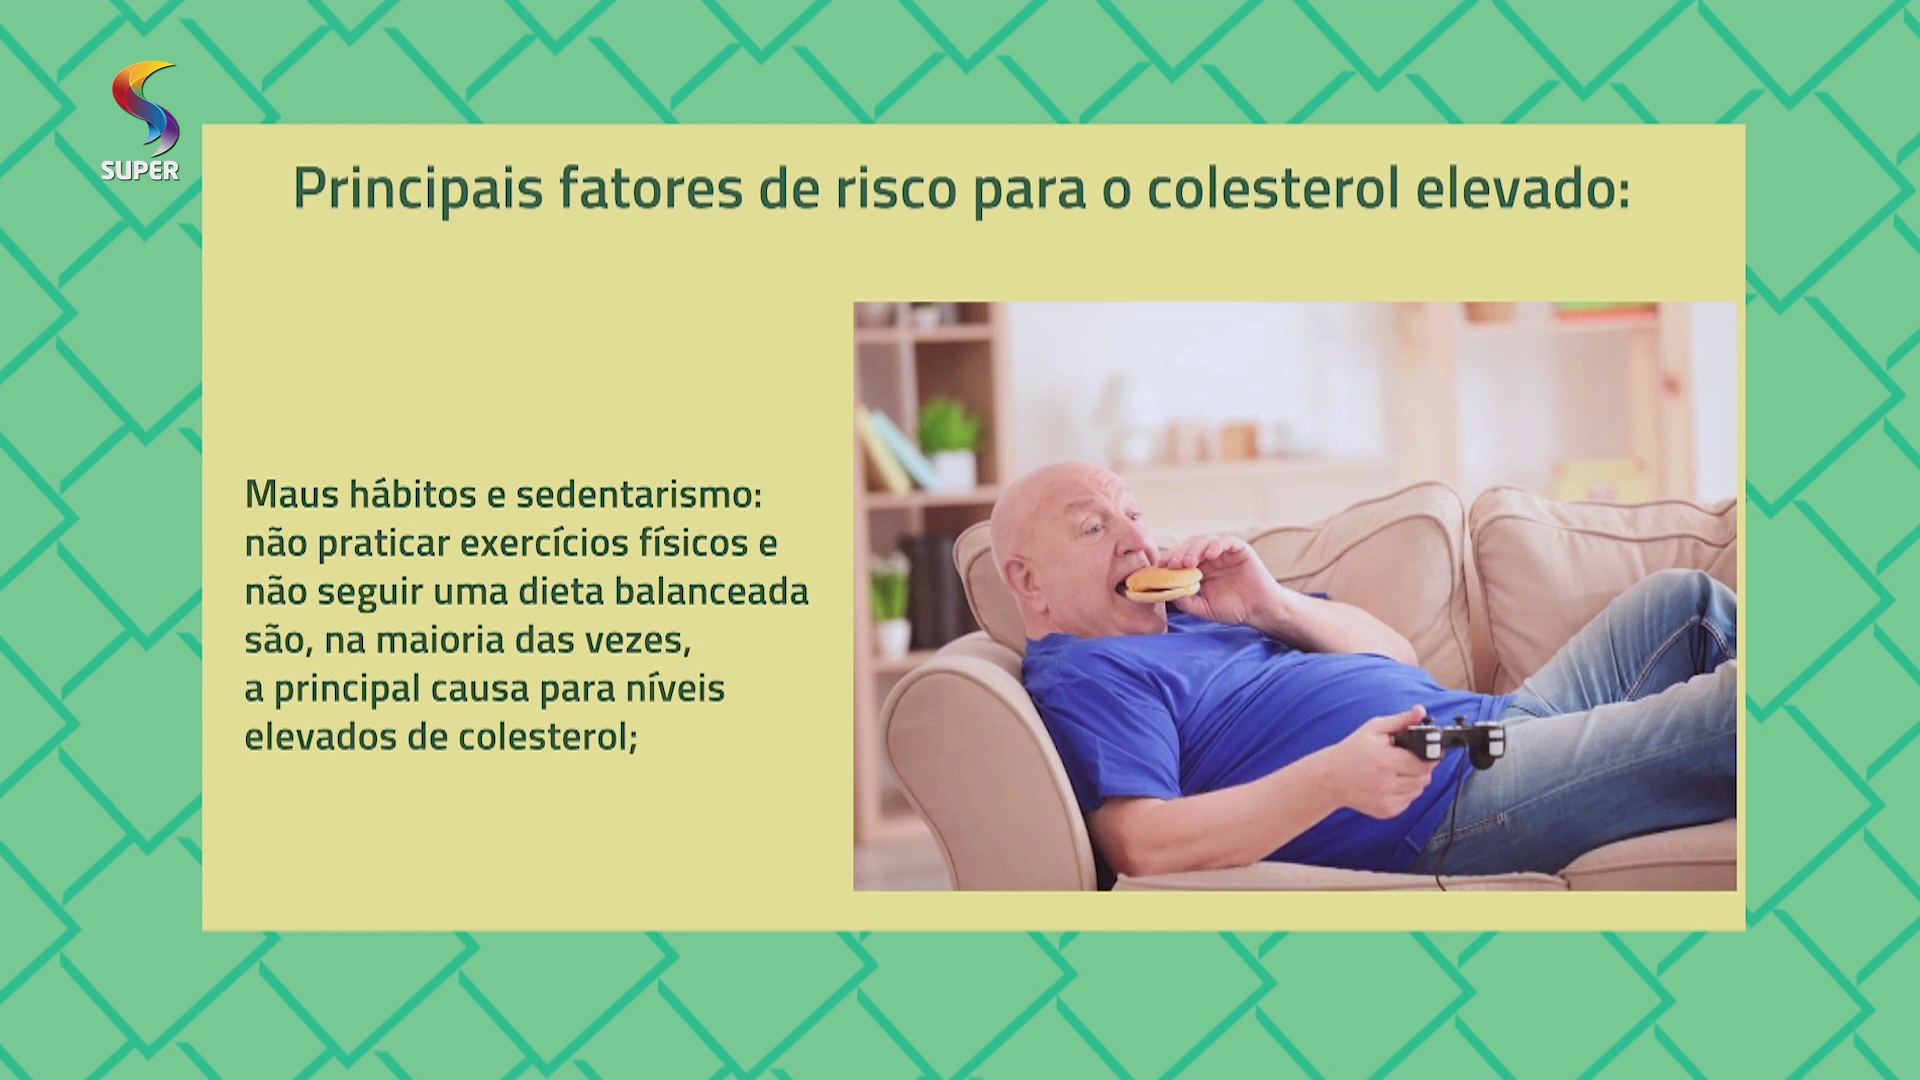 SUPER
Principais fatores de risco para o colesterol elevado:
Maus hábitos e sedentarismo:
não praticar exercícios físicos e
não seguir uma dieta balanceada
são, na maioria das vezes,
a principal causa para níveis
elevados de colesterol;